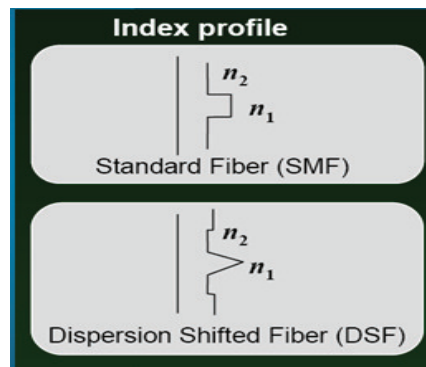 Index profile
n2
n1
Standard Fiber (SMF)
n2
n1
Dispersion Shifted Fiber (DSF)